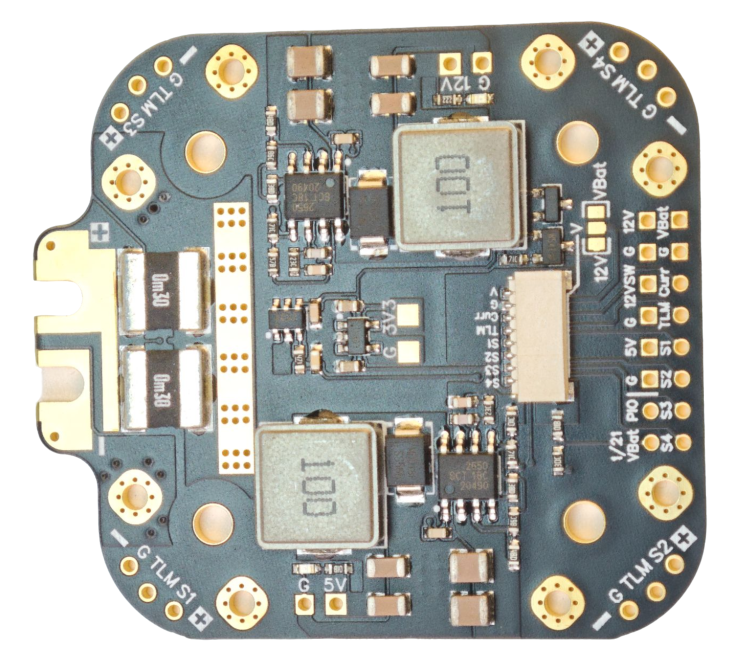 G TLM S3
G 12V
G TLM S4
100
VBat
12V
12V G 12VSW G 5V G PIO 1/21 VBat
VBat G Curr TLM S1 S2 S3 S4
V
G
Curr
TLM
S1
S2
S3
S4
3V3
G
0m30
0m30
100
G TLM S1
G 5V
G TLM S2